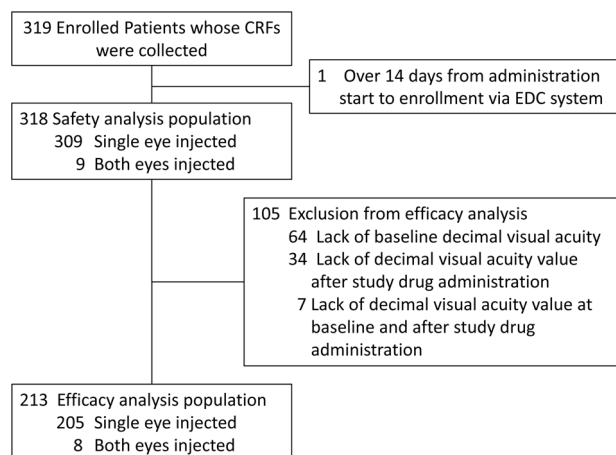 319 Enrolled Patients whose CRFs
were collected
1 Over 14 days from administration
start to enrollment via EDC system
318 Safety analysis population
309 Single eye injected
9 Both eyes injected
105 Exclusion from efficacy analysis
64 Lack of baseline decimal visual acuity
34 Lack of decimal visual acuity value
after study drug administration
7 Lack of decimal visual acuity value at
baseline and after study drug
administration
213 Efficacy analysis population
205 Single eye injected
8 Both eyes injected